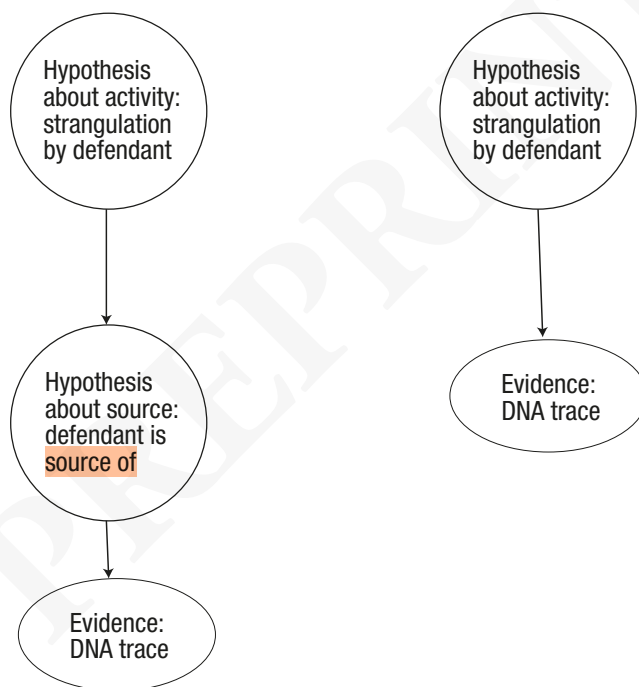 Hypothesis
about activity:
strangulation
by defendant
Hypothesis
about source:
defendant is
source of
Evidence:
DNA trace
Hypothesis
about activity:
strangulation
by defendant
Evidence:
DNA trace
PREPRIN